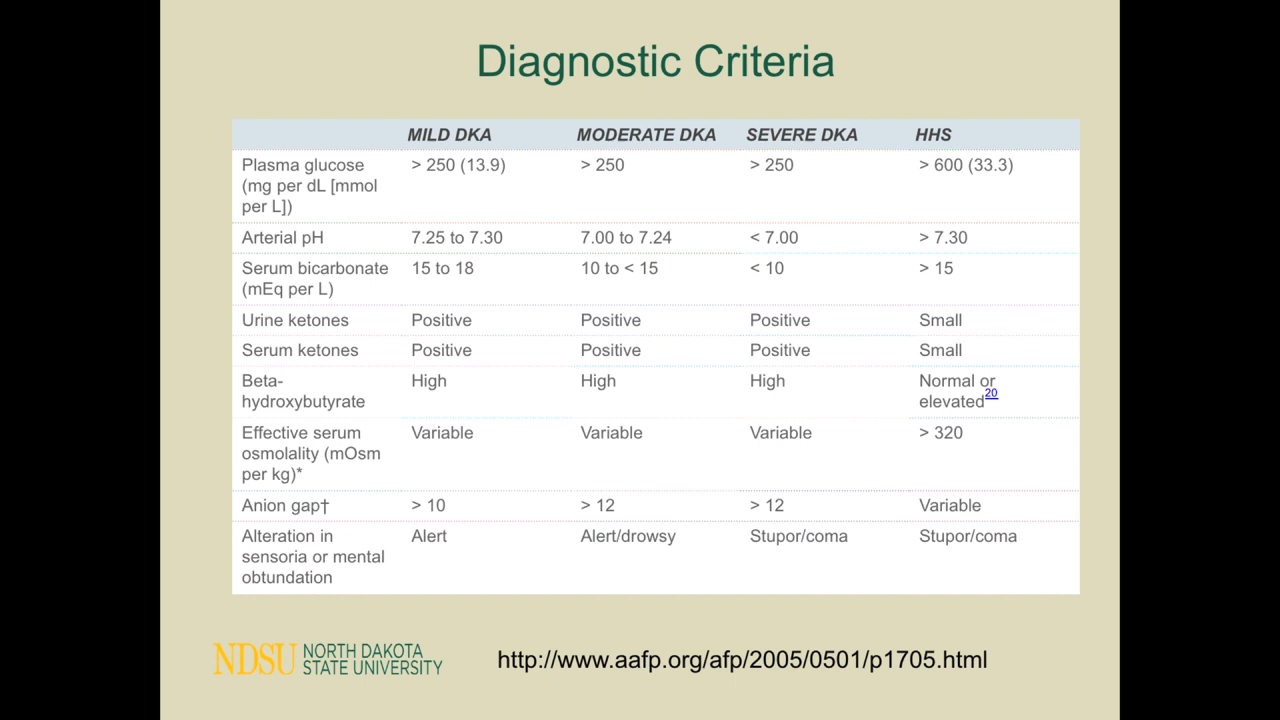 Diagnostic Criteria
MILD DKA MODERATE DKA SEVERE DKA HHS
Plasma glucose > 250 (13.9) > 250 > 250 > 600 (33.3)
(mg per dL [mmol
per L])
Arterial pH 7.25 to 7.30 7.00 to 7.24 < 7.00 > 7.30
Serum bicarbonate 15 to 18 10 to < 15 < 10 > 15
(mEq per L)
Urine ketones Positive Positive Positive Small
Serum ketones Positive Positive Positive Small
Beta- High High High Normal or
hydroxybutyrate elevated20
Effective serum Variable Variable Variable > 320
osmolality (mOsm
per kg)*
Anion gap† > 10 > 12 > 12 Variable
Alteration in Alert Alert/drowsy Stupor/coma Stupor/coma
sensoria or mental
obtundation
NDSU NORTH DAKOTA
STATE UNIVERSITY
http://www.aafp.org/afp/2005/0501/p1705.html